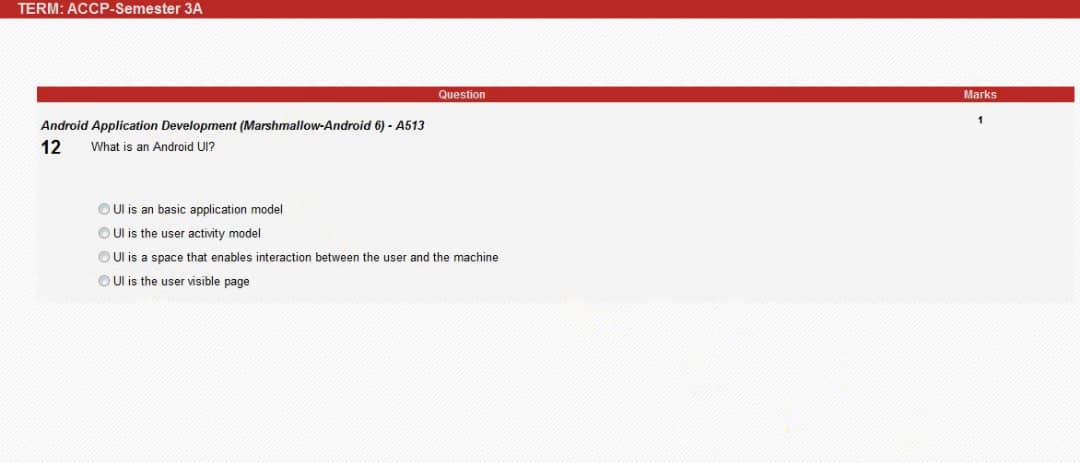 TERM: ACCP-Semester 3A
Question Marks
Android Application Development (Marshmallow-Android 6) - A513 1
12 What is an Android UI?
UI is an basic application model
UI is the user activity model
UI is a space that enables interaction between the user and the machine
UI is the user visible page